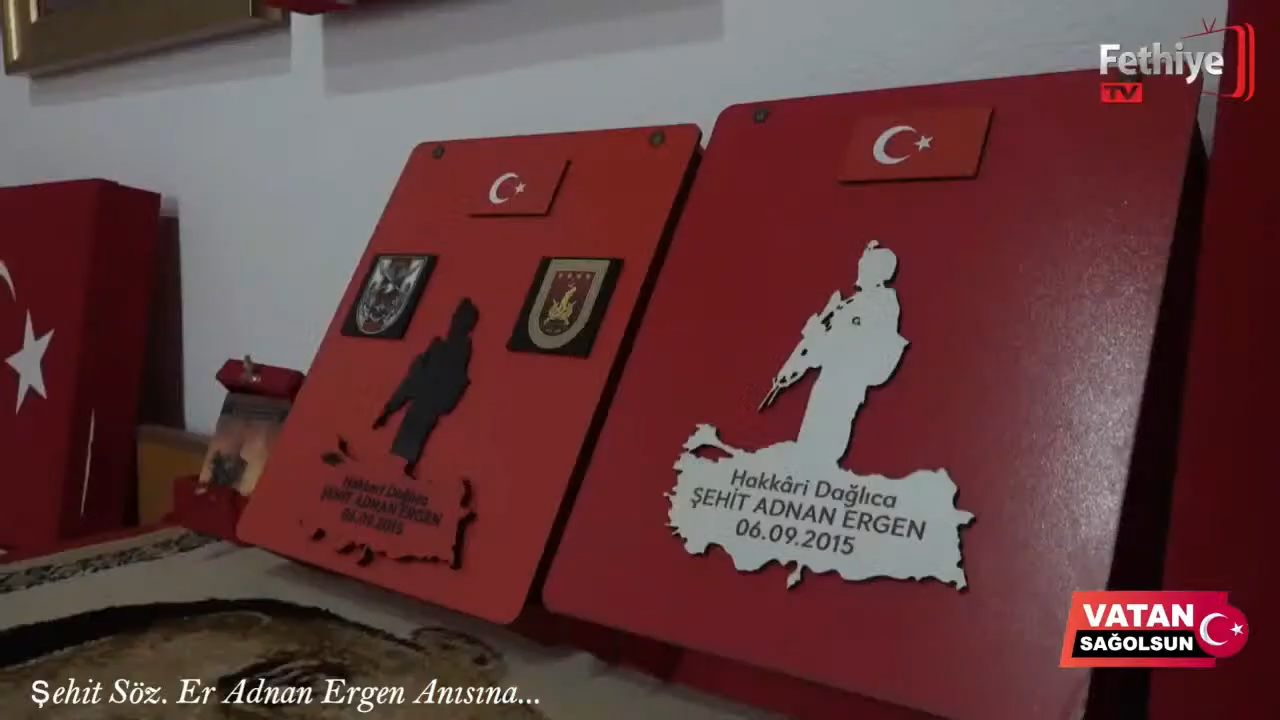 Fethiye
TV
Hakkâri Dağlıca
ŞEHİT ADNAN ERGEN
06.09.2015
Hakkâri Dağlıca
ŞEHİT ADNAN ERGEN
06.09.2015
VATAN
SAĞOLSUN
Şehit Söz. Er Adnan Ergen Anısına...